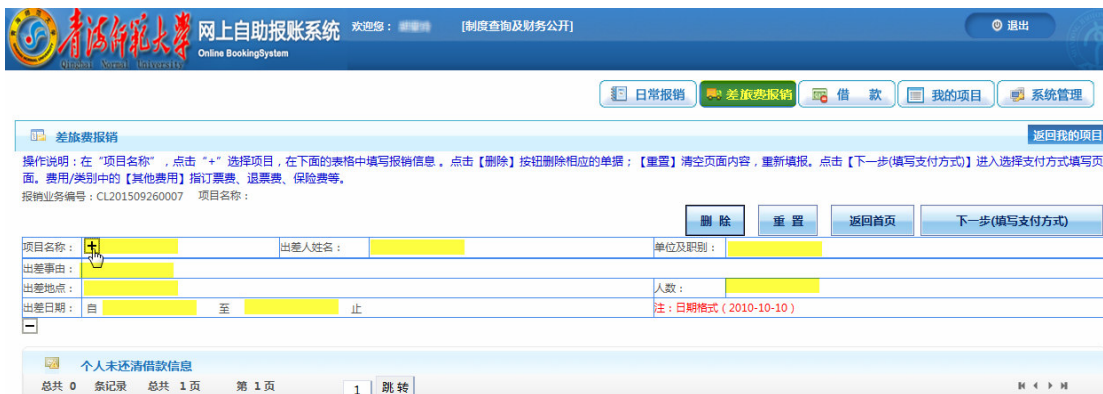 青海师范大学 网上自助报账系统 欢迎您： [制度查询及财务公开] 退出
Qinghai Normal University Online BookingSystem
日常报销 差旅费报销 借 款 我的项目 系统管理
差旅费报销 返回我的项目
操作说明：在“项目名称”，点击“+”选择项目，在下面的表格中填写报销信息。点击【删除】按钮删除相应的单据；【重置】清空页面内容，重新填报。点击【下一步(填写支付方式)】进入选择支付方式填写页
面。费用/类别中的【其他费用】指订票费、退票费、保险费等。
报销业务编号：CL201509260007 项目名称：
删 除 重 置 返回首页 下一步(填写支付方式)
项目名称： + 出差人姓名： 单位及职别：
出差事由：
出差地点： 人数：
出差日期： 自 至 止 注：日期格式（2010-10-10）
个人未还清借款信息
总共 0 条记录 总共 1 页 第 1 页 1 跳 转